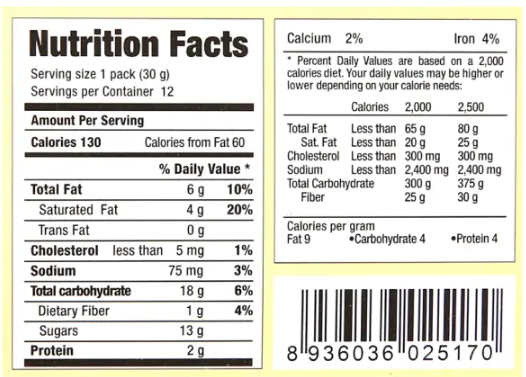 Nutrition Facts
Serving size 1 pack (30 g)
Servings per Container 12
Amount Per Serving
Calories 130 Calories from Fat 60
% Daily Value *
Total Fat 6 g 10%
Saturated Fat 4 g 20%
Trans Fat 0 g
Cholesterol less than 5 mg 1%
Sodium 75 mg 3%
Total carbohydrate 18 g 6%
Dietary Fiber 1 g 4%
Sugars 13 g
Protein 2 g
Calcium 2% Iron 4%
* Percent Daily Values are based on a 2,000
calories diet. Your daily values may be higher or
lower depending on your calorie needs:
Calories 2,000 2,500
Total Fat Less than 65 g 80 g
Sat. Fat Less than 20 g 25 g
Cholesterol Less than 300 mg 300 mg
Sodium Less than 2,400 mg 2,400 mg
Total Carbohydrate 300 g 375 g
Fiber 25 g 30 g
Calories per gram
Fat 9 •Carbohydrate 4 •Protein 4
8 936036 025170